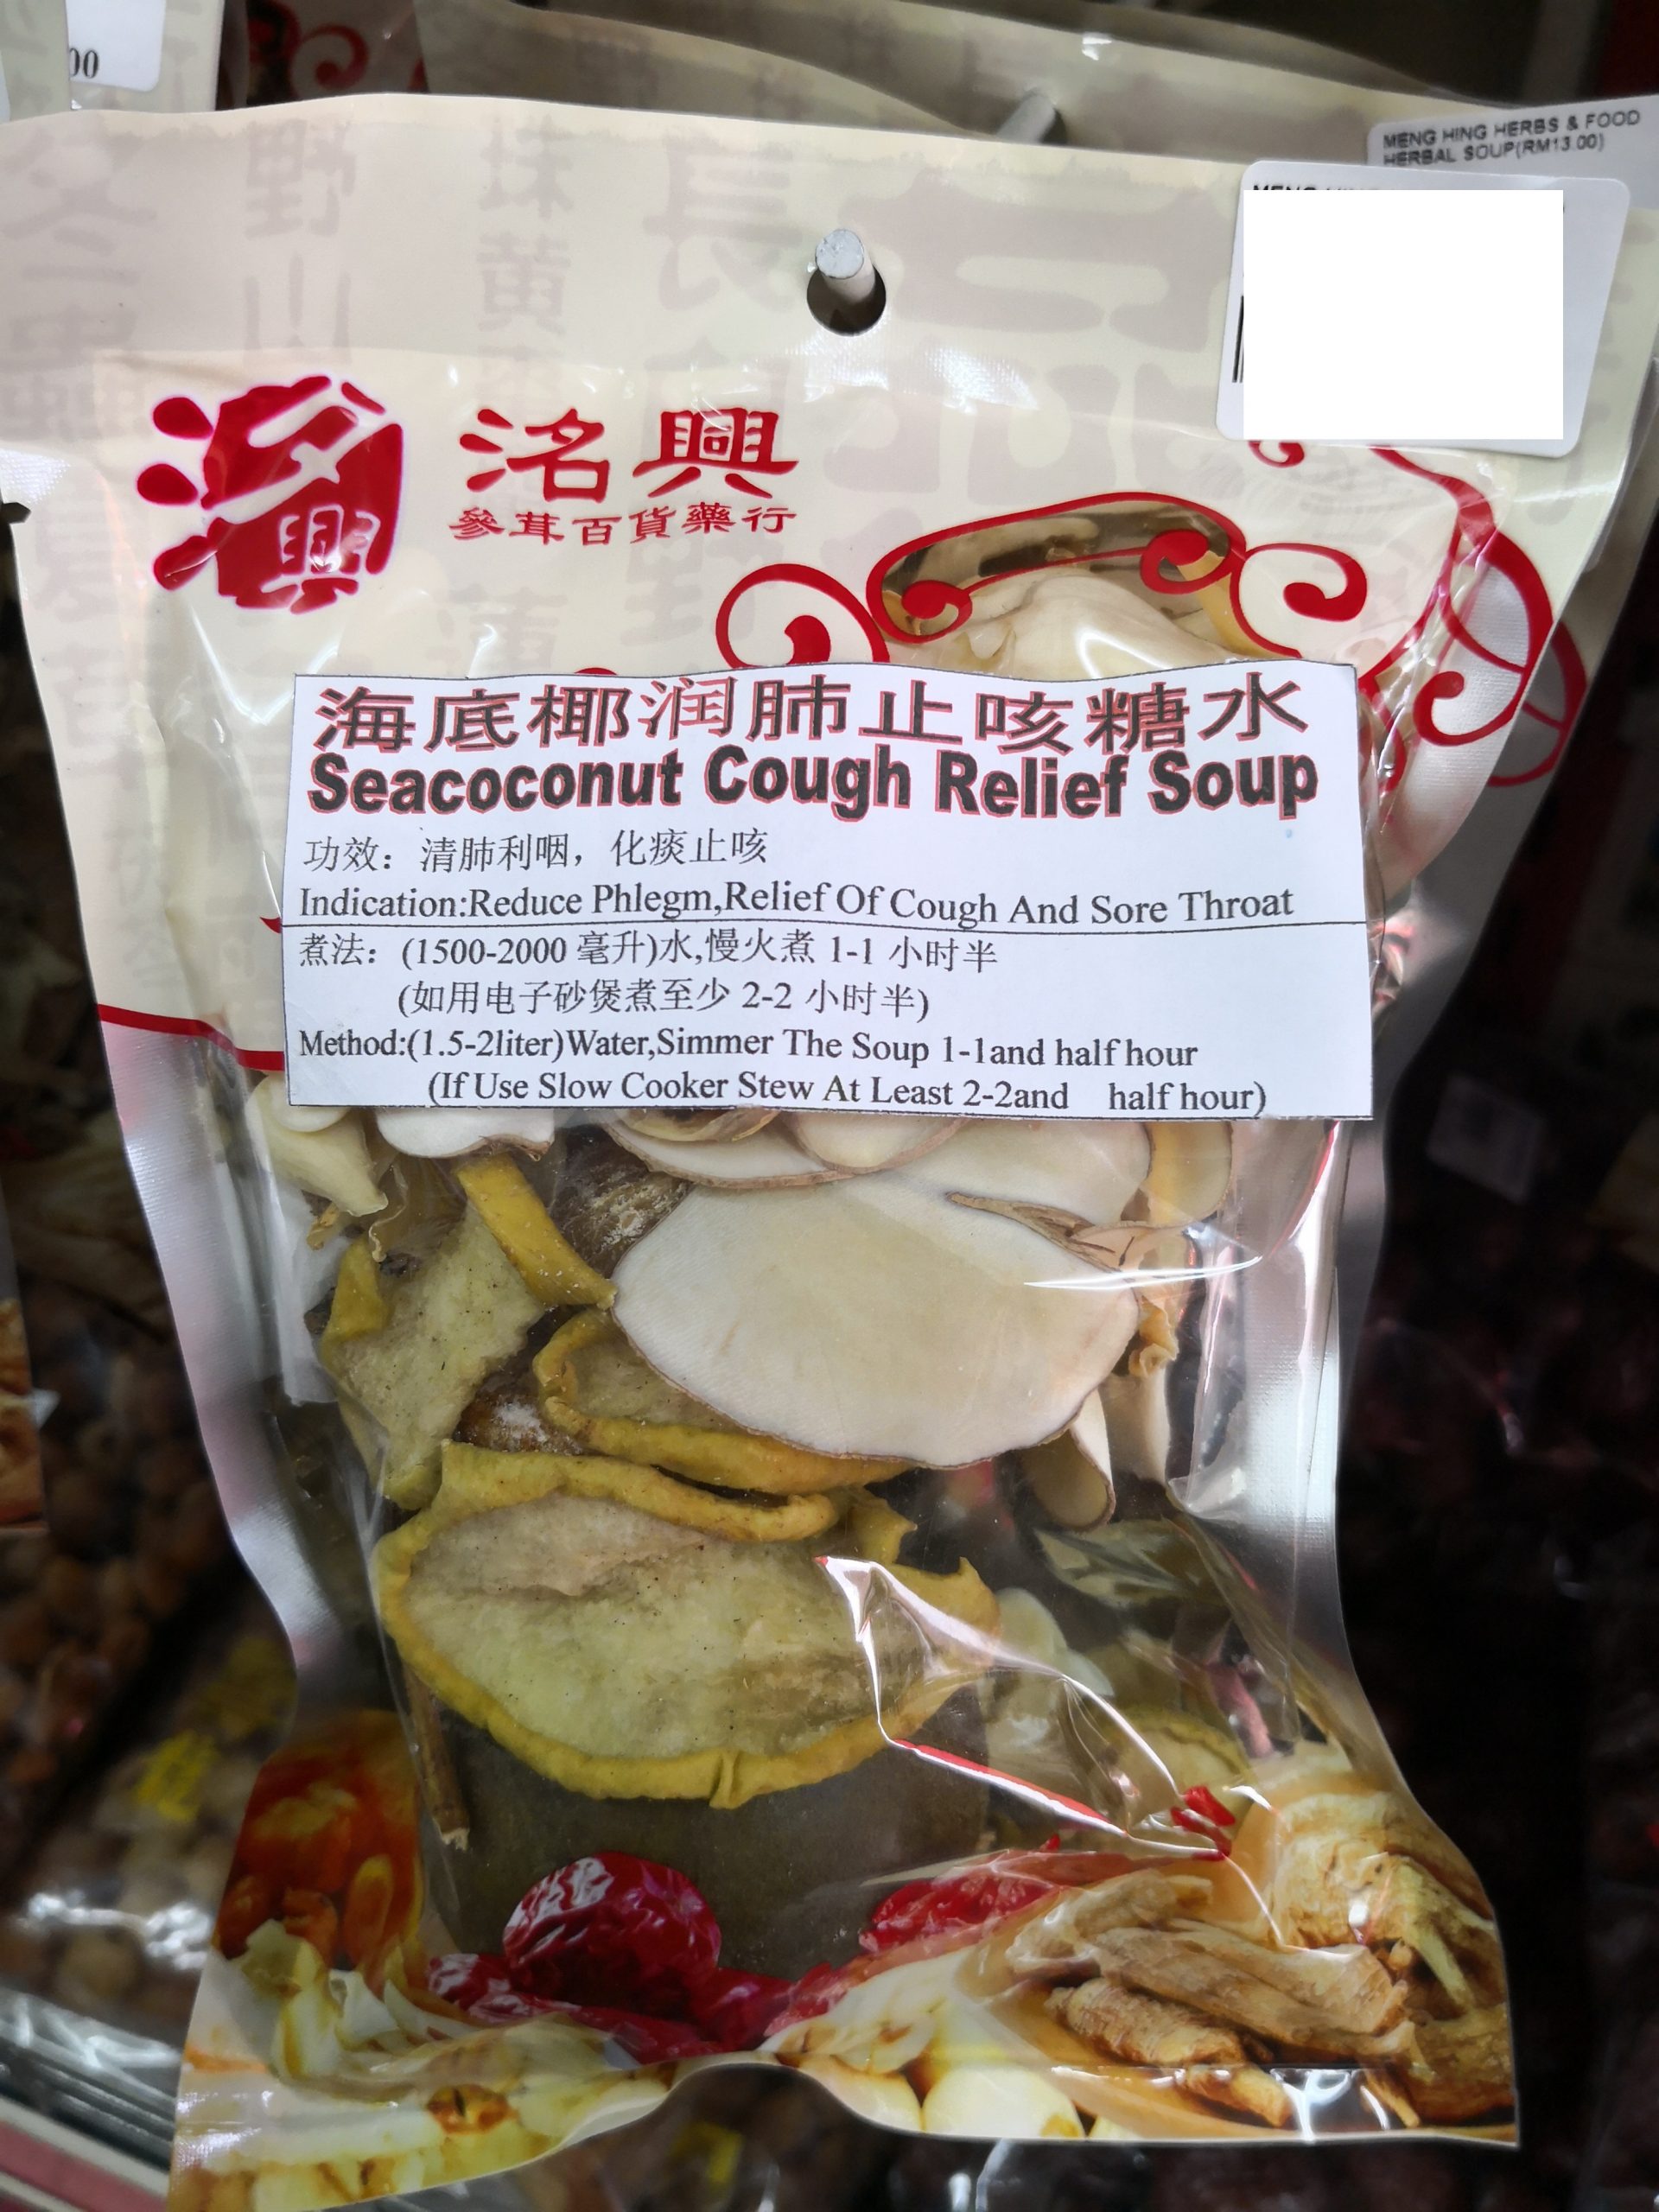 00
MENG HING HERBS & FOOD
HERBAL SOUP(RM13.00)
洺興
參茸百貨藥行
海底椰润肺止咳糖水
Seacoconut Cough Relief Soup
功效：清肺利咽，化痰止咳
Indication:Reduce Phlegm,Relief Of Cough And Sore Throat
煮法：(1500-2000 毫升)水,慢火煮 1-1 小时半
(如用电子砂煲煮至少 2-2 小时半)
Method:(1.5-2liter)Water,Simmer The Soup 1-1and half hour
(If Use Slow Cooker Stew At Least 2-2and half hour)